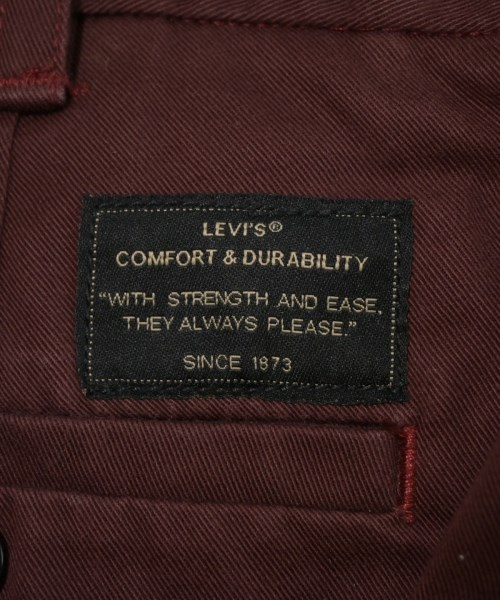 LEVI'S®
COMFORT & DURABILITY
“WITH STRENGTH AND EASE,
THEY ALWAYS PLEASE.”
SINCE 1873